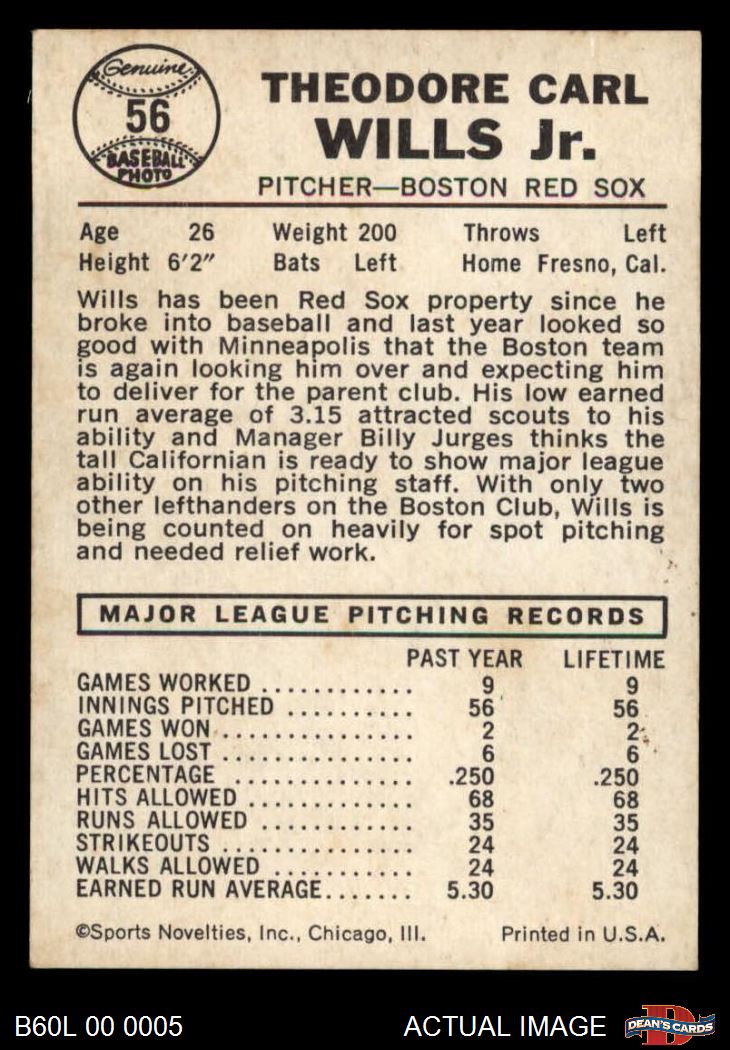 Genuine
56
BASEBALL
PHOTO
THEODORE CARL
WILLS Jr.
PITCHER—BOSTON RED SOX
Age 26 Weight 200 Throws Left
Height 6'2" Bats Left Home Fresno, Cal.
Wills has been Red Sox property since he
broke into baseball and last year looked so
good with Minneapolis that the Boston team
is again looking him over and expecting him
to deliver for the parent club. His low earned
run average of 3.15 attracted scouts to his
ability and Manager Billy Jurges thinks the
tall Californian is ready to show major league
ability on his pitching staff. With only two
other lefthanders on the Boston Club, Wills is
being counted on heavily for spot pitching
and needed relief work.
MAJOR LEAGUE PITCHING RECORDS
PAST YEAR LIFETIME
GAMES WORKED ............ 9 9
INNINGS PITCHED .......... 56 56
GAMES WON ............... 2 2
GAMES LOST ............... 6 6
PERCENTAGE .............. .250 .250
HITS ALLOWED ............. 68 68
RUNS ALLOWED ............ 35 35
STRIKEOUTS ............... 24 24
WALKS ALLOWED ........... 24 24
EARNED RUN AVERAGE....... 5.30 5.30
©Sports Novelties, Inc., Chicago, Ill. Printed in U.S.A.
B60L 00 0005 ACTUAL IMAGE D DEAN'S CARDS